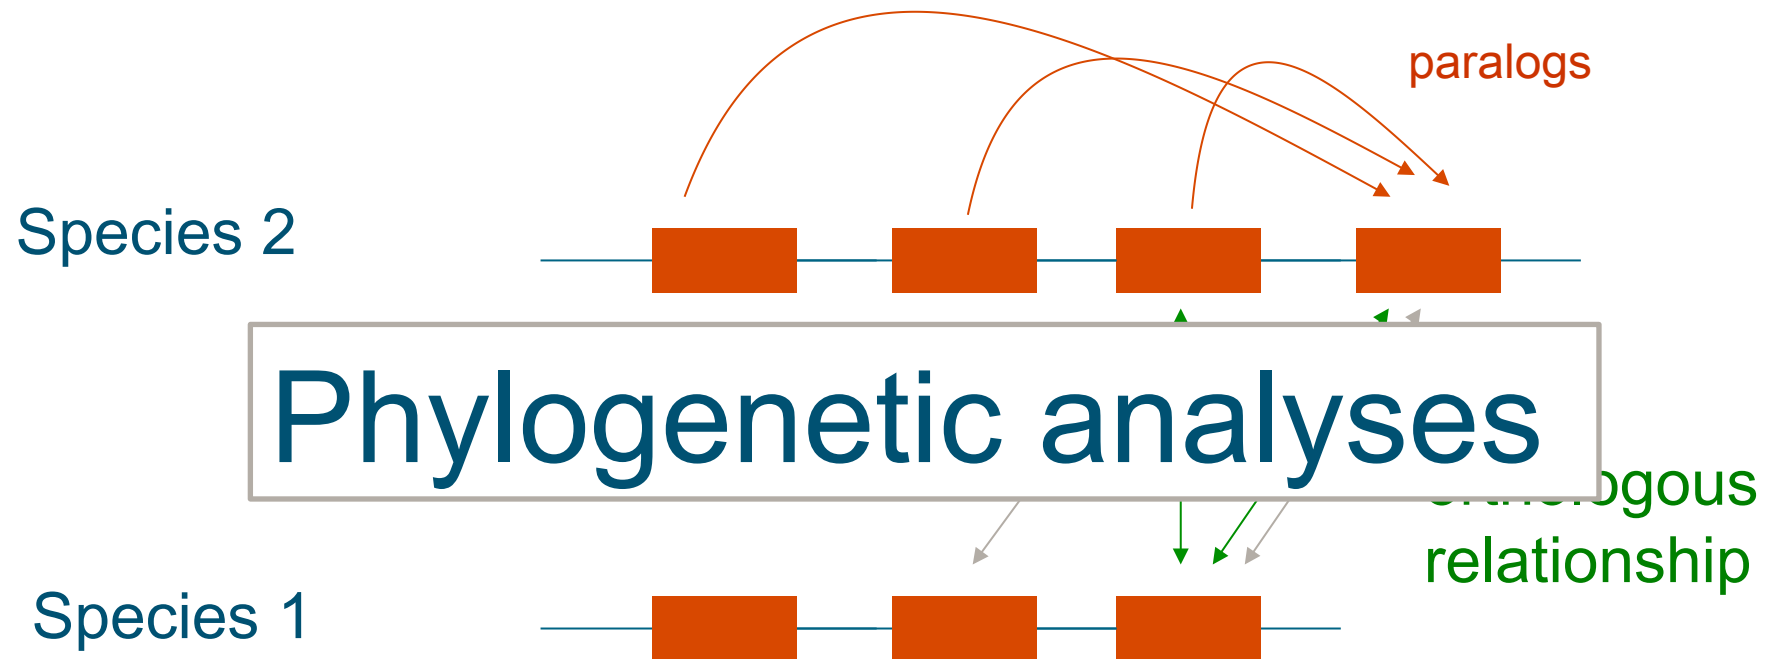 paralogs
Species 2
Phylogenetic analyses
relationship
Species 1